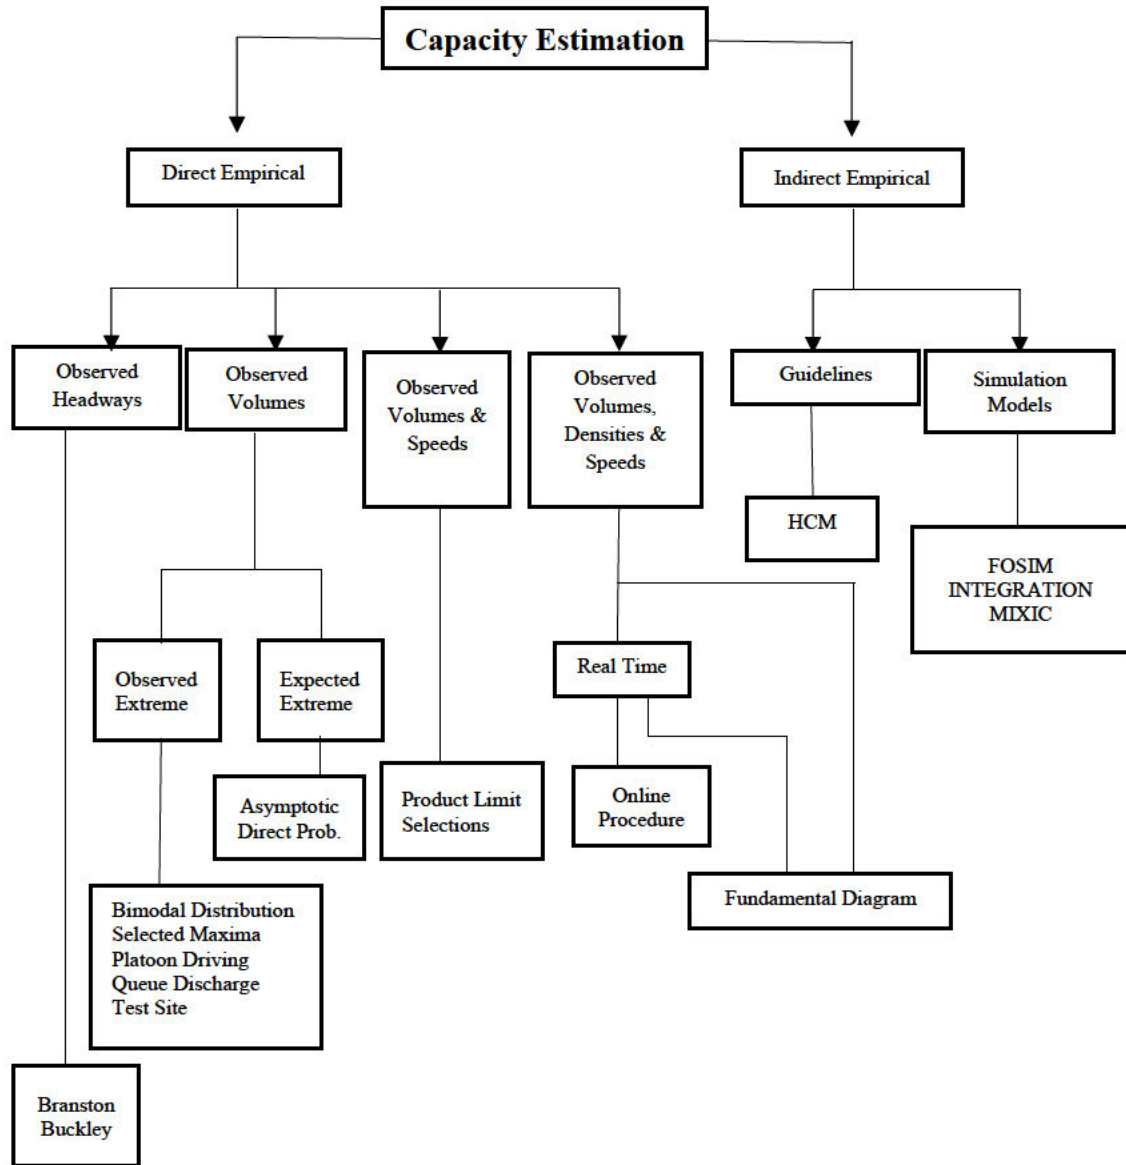 Capacity Estimation
Direct Empirical
Indirect Empirical
Observed
Headways
Observed
Volumes
Observed
Volumes &
Speeds
Observed
Volumes,
Densities &
Speeds
Guidelines
Simulation
Models
HCM
FOSIM
INTEGRATION
MIXIC
Observed
Extreme
Expected
Extreme
Real Time
Asymptotic
Direct Prob.
Product Limit
Selections
Online
Procedure
Fundamental Diagram
Bimodal Distribution
Selected Maxima
Platoon Driving
Queue Discharge
Test Site
Branston
Buckley